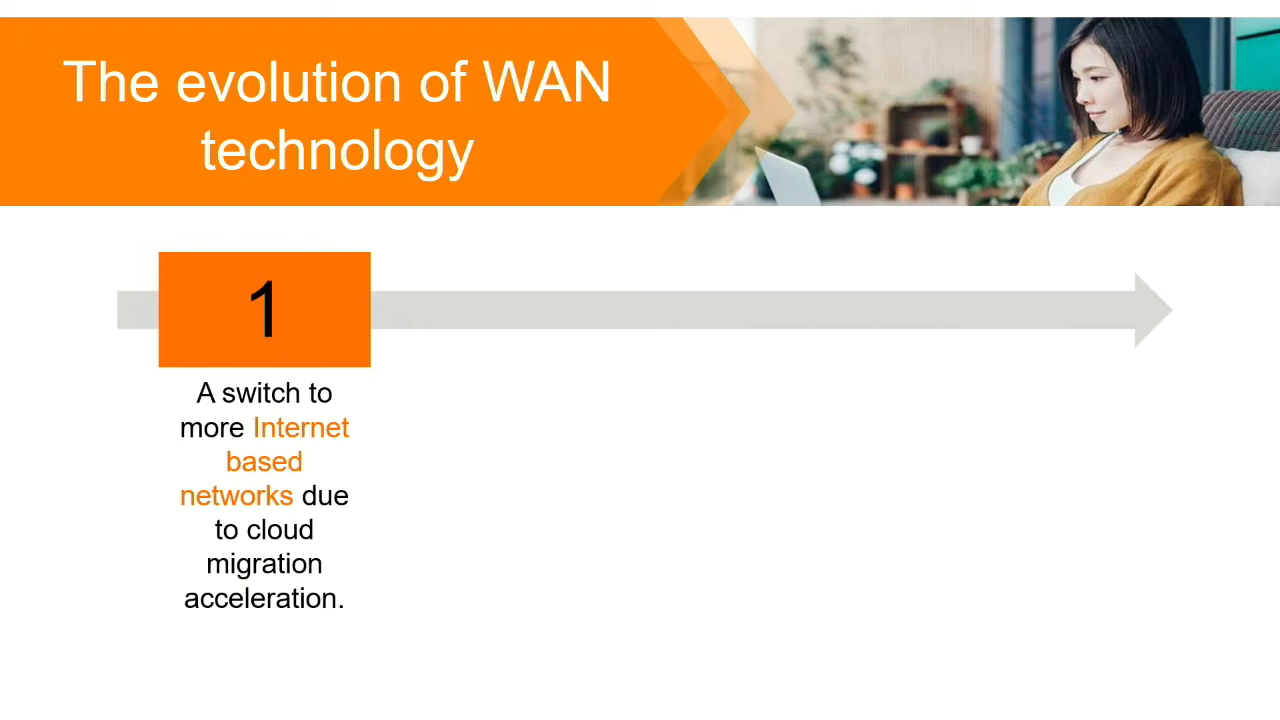 The evolution of WAN
technology
1
A switch to
more Internet
based
networks due
to cloud
migration
acceleration.